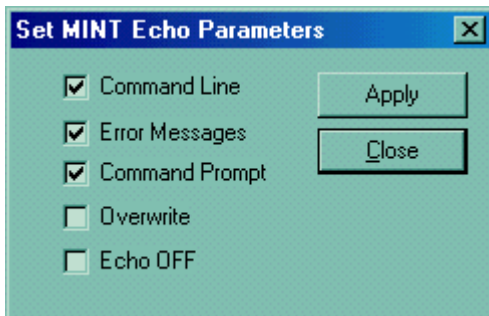 Set MINT Echo Parameters
Command Line
Apply
Error Messages
Close
Command Prompt
Overwrite
Echo OFF